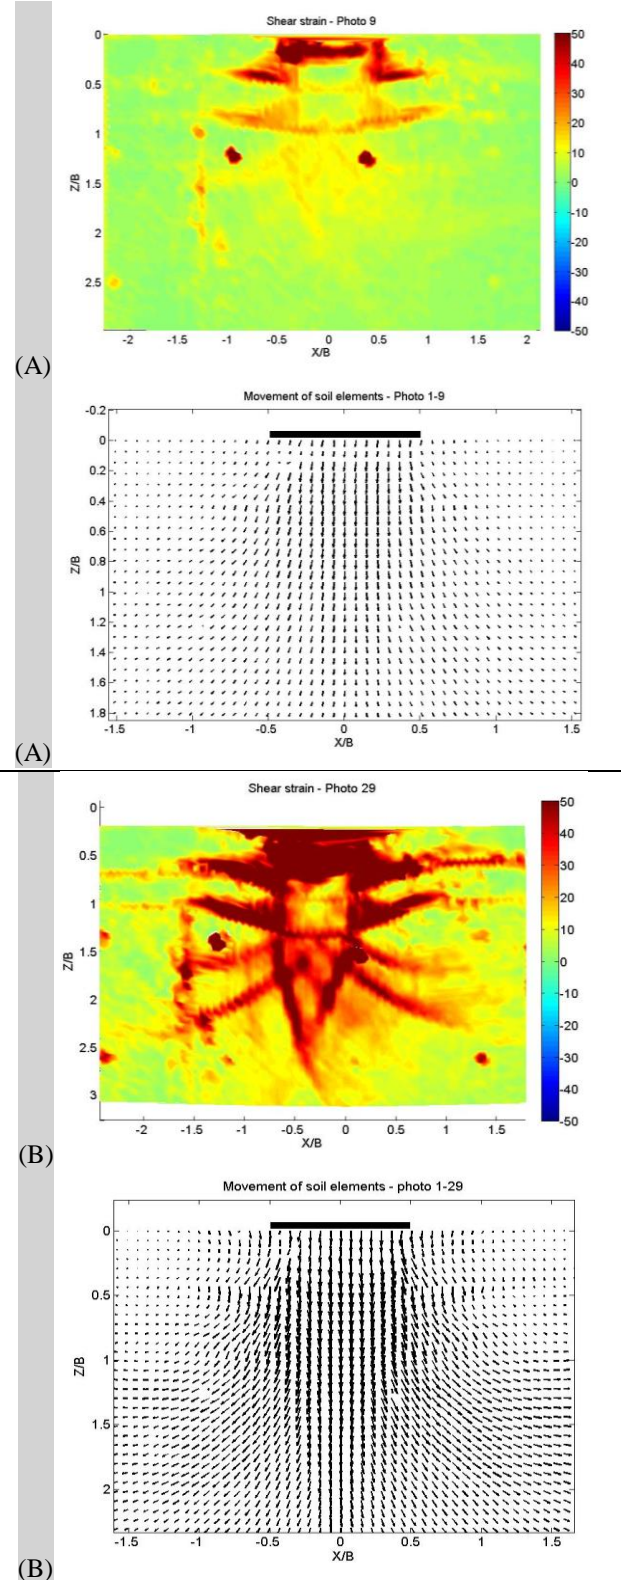 Shear strain - Photo 9
0
0.5
1
1.5
2
2.5
Z/B
-2 -1.5 -1 -0.5 0 0.5 1 1.5 2
X/B
50
40
30
20
10
0
-10
-20
-30
-40
-50
(A)
Movement of soil elements - Photo 1-9
-0.2
0
0.2
0.4
0.6
0.8
1
1.2
1.4
1.6
1.8
Z/B
-1.5 -1 -0.5 0 0.5 1 1.5
X/B
(A)
Shear strain - Photo 29
0
0.5
1
1.5
2
2.5
3
Z/B
-2 -1.5 -1 -0.5 0 0.5 1 1.5
X/B
50
40
30
20
10
0
-10
-20
-30
-40
-50
(B)
Movement of soil elements - photo 1-29
0
0.5
1
1.5
2
Z/B
-1.5 -1 -0.5 0 0.5 1 1.5
X/B
(B)